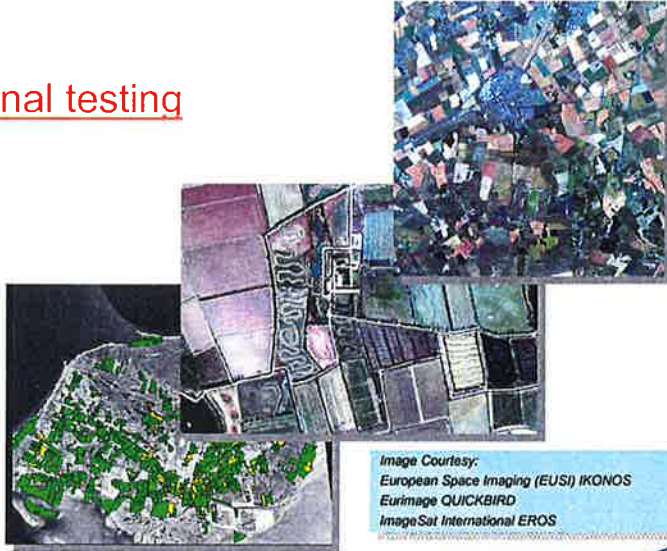 nal testing
Image Courtesy:
European Space Imaging (EUSI) IKONOS
Eurimage QUICKBIRD
ImageSat International EROS